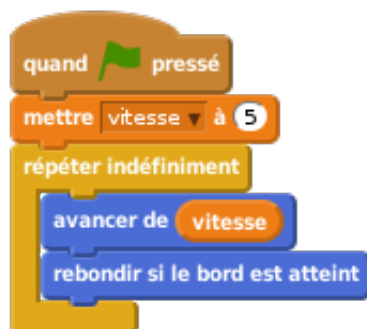 quand pressé
mettre vitesse à 5
répéter indéfiniment
avancer de vitesse
rebondir si le bord est atteint